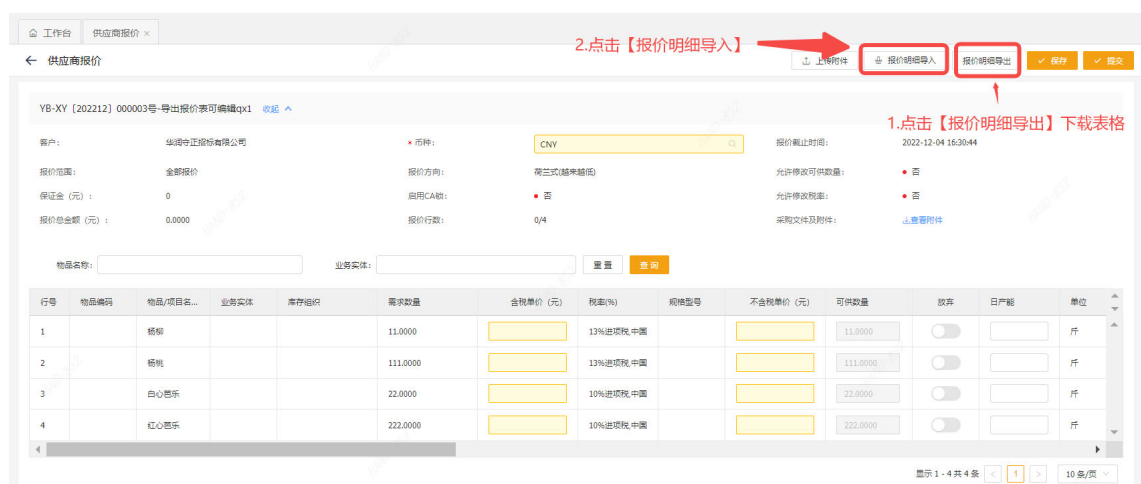 工作台 供应商报价 ×
2.点击【报价明细导入】
← 供应商报价 上传附件 报价明细导入 报价明细导出 ✓ 保存 ✓ 提交
YB-XY〔202212〕000003号-导出报价表可编辑qx1 收起
1.点击【报价明细导出】下载表格
客户: 华润守正招标有限公司 * 币种: CNY 报价截止时间: 2022-12-04 16:30:44
报价范围: 全部报价 报价方向: 荷兰式(越来越低) 允许修改可供数量: 否
保证金（元）: 0 启用CA锁: 否 允许修改税率: 否
报价总金额（元）: 0.0000 报价行数: 0/4 采购文件及附件: 查看附件
物品名称: 业务实体: 重置 查询
行号 物品编码 物品/项目名... 业务实体 库存组织 需求数量 含税单价（元） 税率(%) 规格型号 不含税单价（元） 可供数量 放弃 日产能 单位
1 杨柳 11.0000 13%进项税,中国 11.0000 斤
2 杨桃 111.0000 13%进项税,中国 111.0000 斤
3 白心芭乐 22.0000 10%进项税,中国 22.0000 斤
4 红心芭乐 222.0000 10%进项税,中国 222.0000 斤
显示 1 - 4 共 4 条 < 1 > 10 条/页